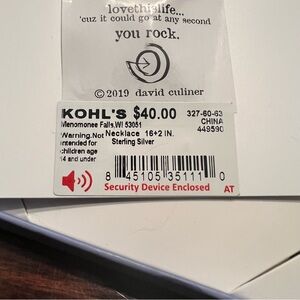 lovethislife...
'cuz it could go at any second
you rock.
© 2019 david culiner
KOHL'S $40.00 327-60-63
Menomonee Falls,WI 53051 CHINA
449590
Warning.Not Necklace 16+2 IN.
intended for Sterling Silver
children age
14 and under
8 45105 35111 0
Security Device Enclosed AT